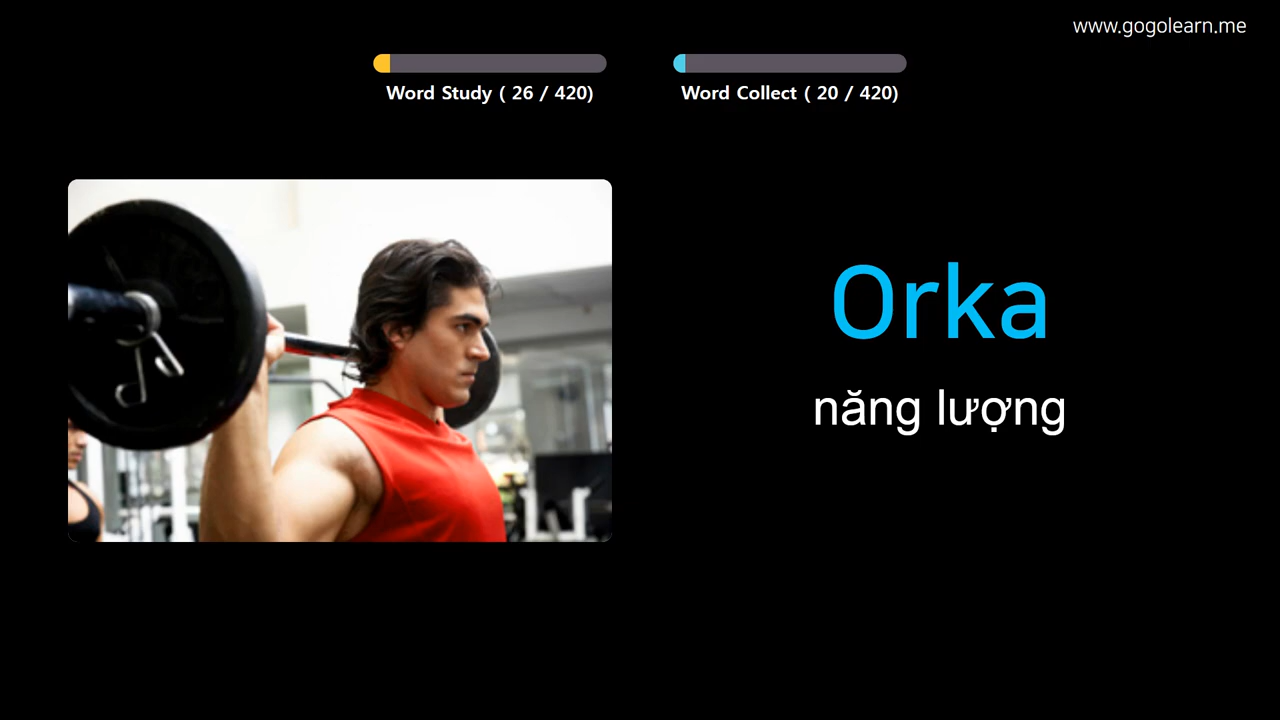 www.gogolearn.me
Word Study ( 26 / 420)
Word Collect ( 20 / 420)
Orka
năng lượng